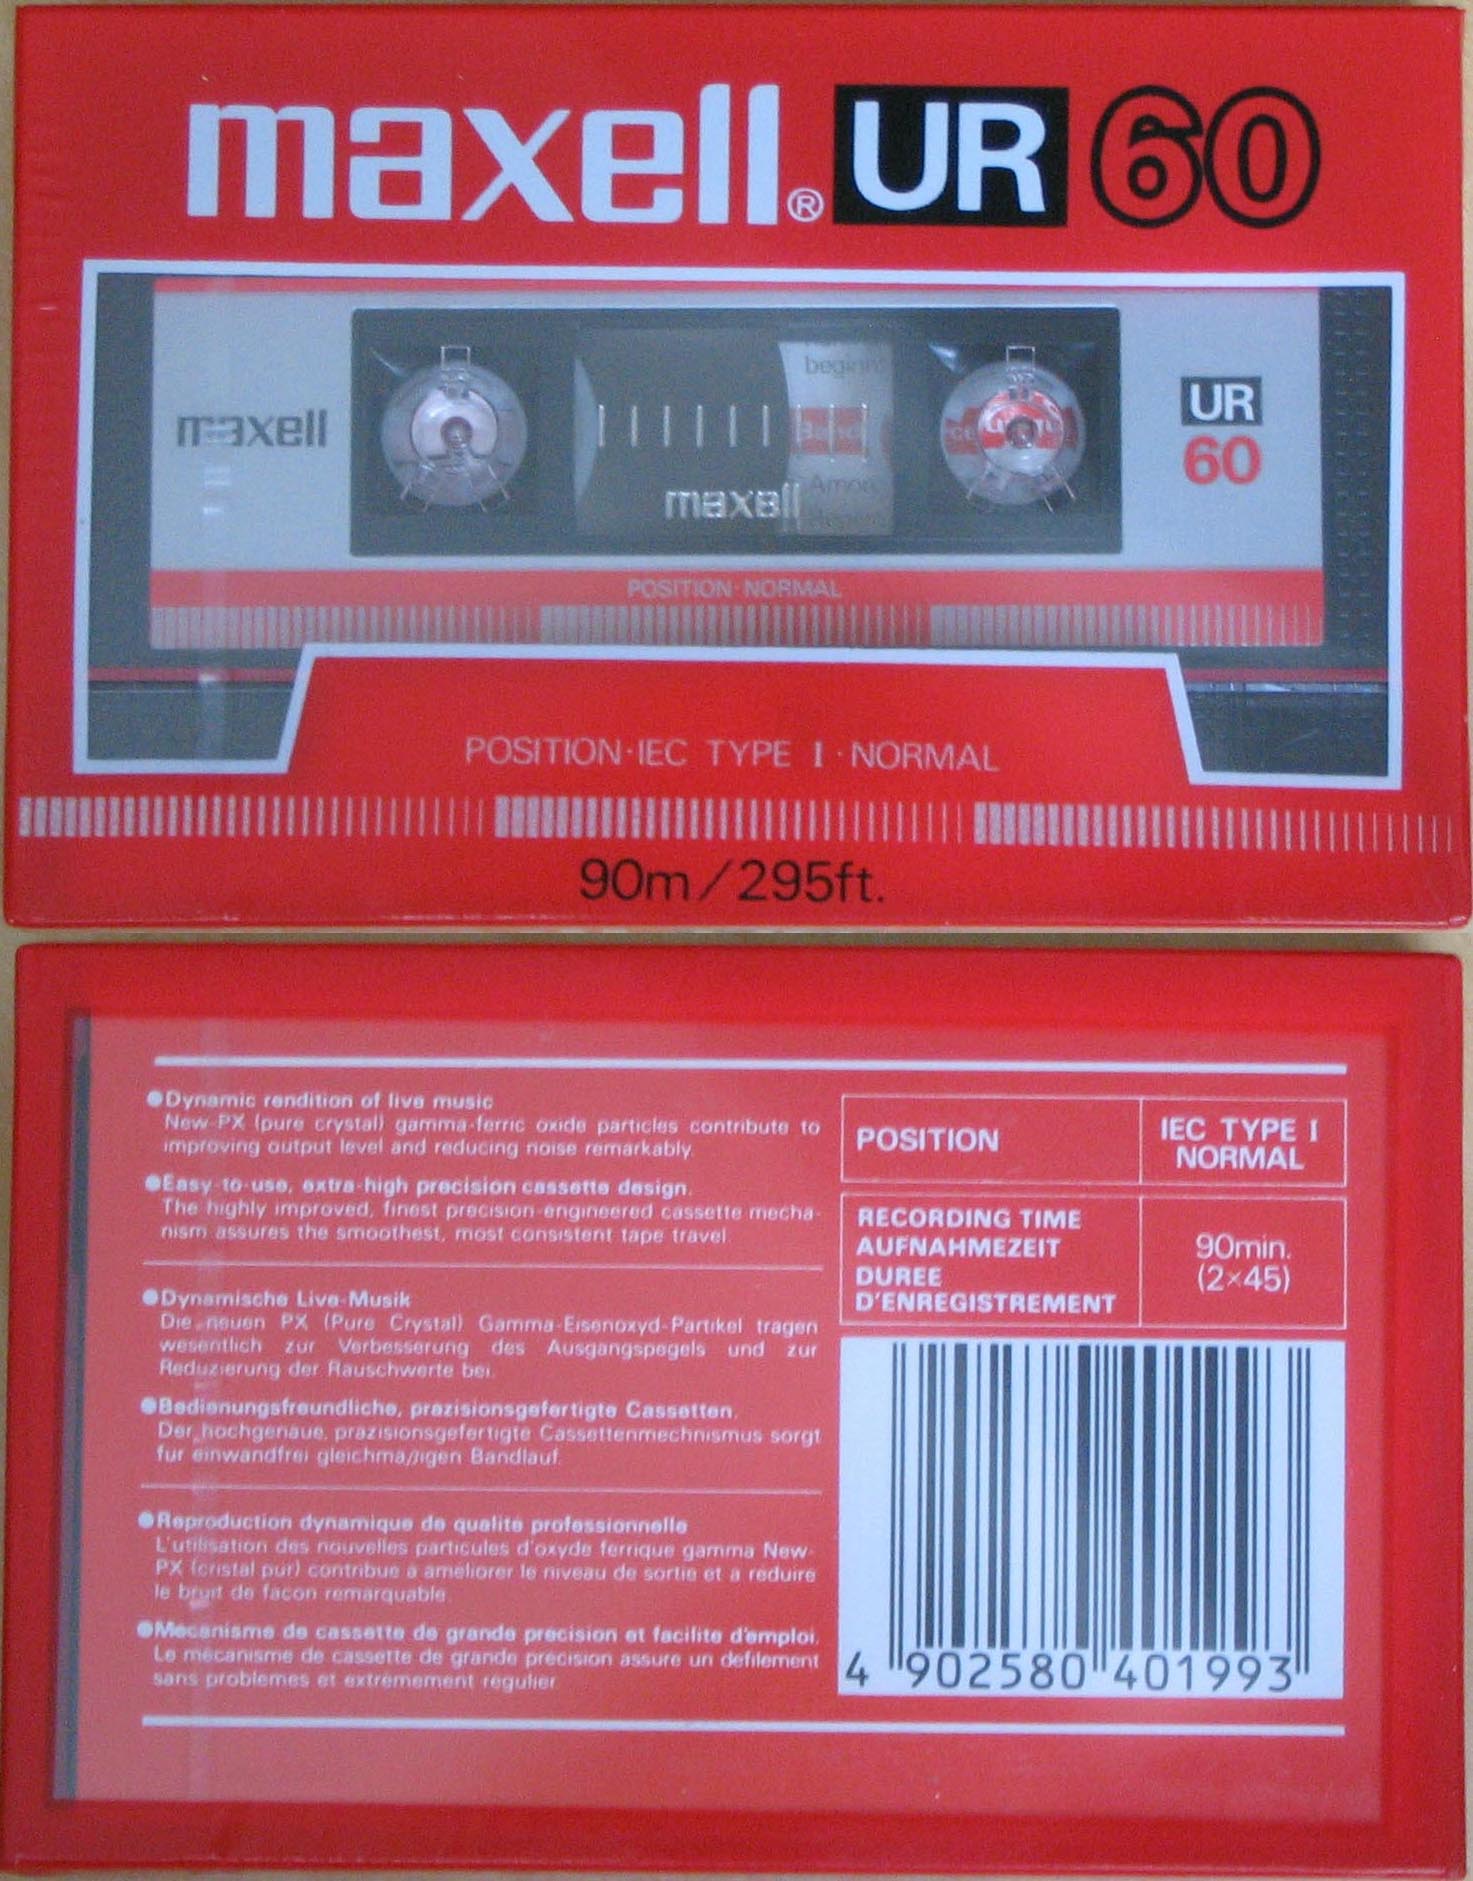 maxell® UR 60
maxell
UR
60
maxell
POSITION·NORMAL
POSITION·IEC TYPE I·NORMAL
90m/295ft.
●Dynamic rendition of live music
New PX (pure crystal) gamma-ferric oxide particles contribute to
improving output level and reducing noise remarkably.
●Easy-to-use, extra-high precision cassette design.
The highly improved, finest precision-engineered cassette mecha-
nism assures the smoothest, most consistent tape travel.
●Dynamische Live-Musik
Die neuen PX (Pure Crystal) Gamma-Eisenoxyd-Partikel tragen
wesentlich zur Verbesserung des Ausgangspegels und zur
Reduzierung der Rauschwerte bei.
●Bedienungsfreundliche, prazisionsgefertigte Cassetten.
Der hochgenaue, prazisionsgefertigte Cassettenmechnismus sorgt
fur einwandfrei gleichma//igen Bandlauf.
●Reproduction dynamique de qualite professionnelle
L'utilisation des nouvelles particules d'oxyde ferrique gamma New-
PX (cristal pur) contribue a ameliorer le niveau de sortie et a reduire
le bruit de facon remarquable.
●Mecanisme de cassette de grande precision et facilite d'emploi.
Le mecanisme de cassette de grande precision assure un defilement
sans problemes et extremement regulier
POSITION
IEC TYPE I
NORMAL
RECORDING TIME
AUFNAHMEZEIT
DUREE
D'ENREGISTREMENT
90min.
(2×45)
4 902580 401993